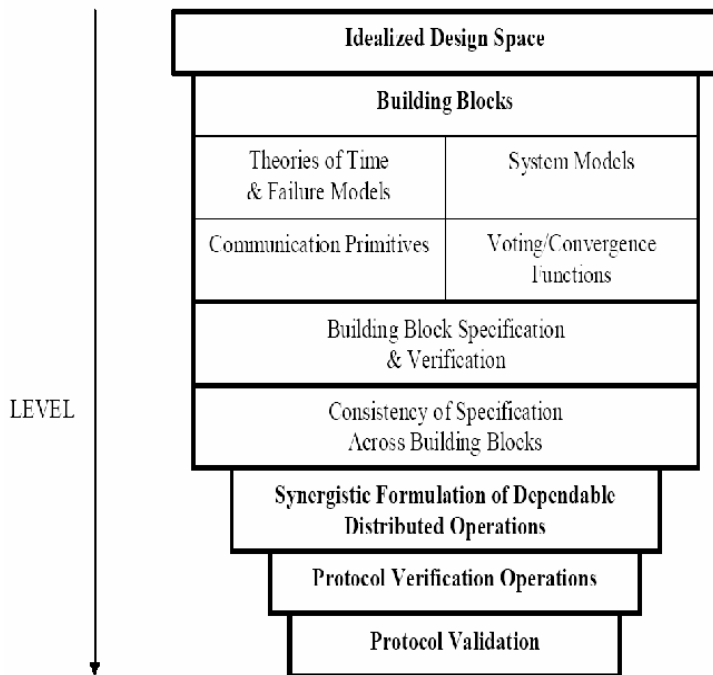 Idealized Design Space
Building Blocks
Theories of Time
& Failure Models
System Models
Communication Primitives
Voting/Convergence
Functions
Building Block Specification
& Verification
LEVEL
Consistency of Specification
Across Building Blocks
Synergistic Formulation of Dependable
Distributed Operations
Protocol Verification Operations
Protocol Validation